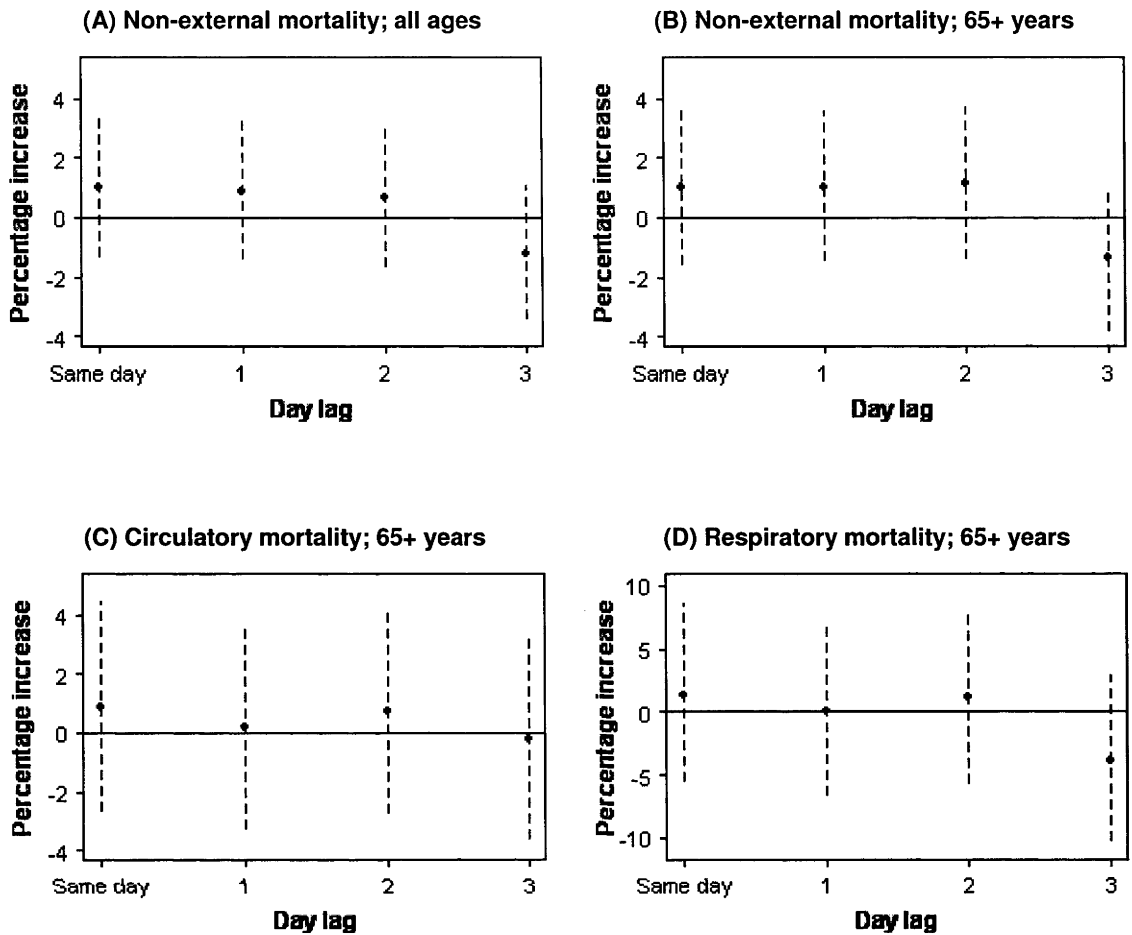 (A) Non-external mortality; all ages
Percentage increase
4
2
0
-2
-4
Same day 1 2 3
Day lag
(B) Non-external mortality; 65+ years
Percentage increase
4
2
0
-2
-4
Same day 1 2 3
Day lag
(C) Circulatory mortality; 65+ years
Percentage increase
4
2
0
-2
-4
Same day 1 2 3
Day lag
(D) Respiratory mortality; 65+ years
Percentage increase
10
5
0
-5
-10
Same day 1 2 3
Day lag